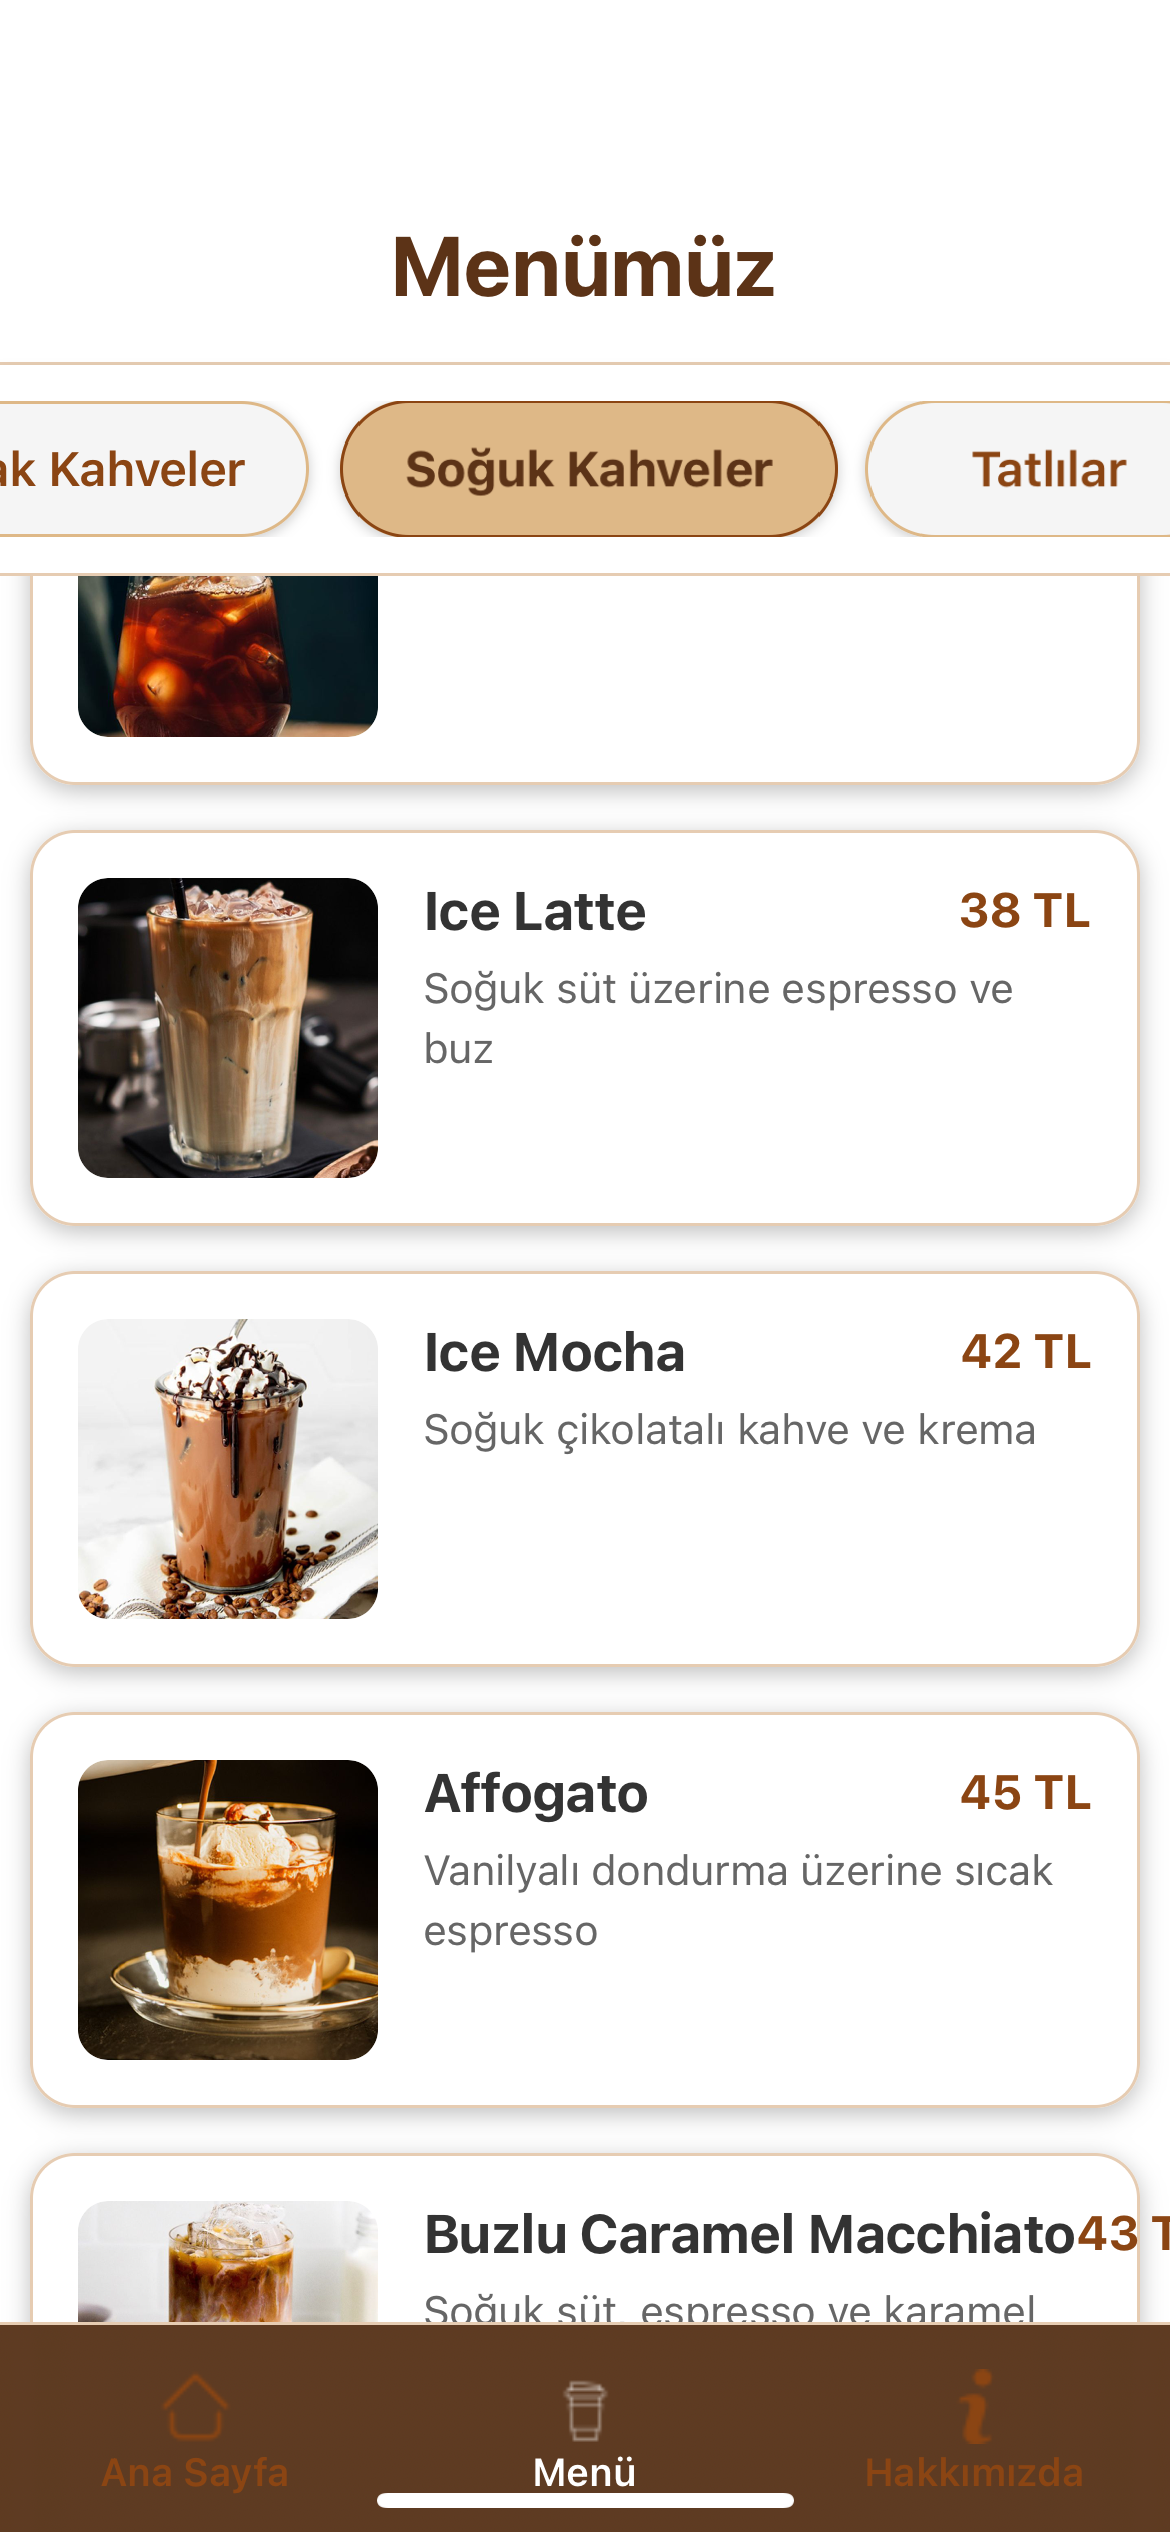 Menümüz
ak Kahveler
Soğuk Kahveler
Tatlılar
Ice Latte
38 TL
Soğuk süt üzerine espresso ve
buz
Ice Mocha
42 TL
Soğuk çikolatalı kahve ve krema
Affogato
45 TL
Vanilyalı dondurma üzerine sıcak
espresso
Buzlu Caramel Macchiato
43 T
Soğuk süt, espresso ve karamel
Ana Sayfa
Menü
Hakkımızda